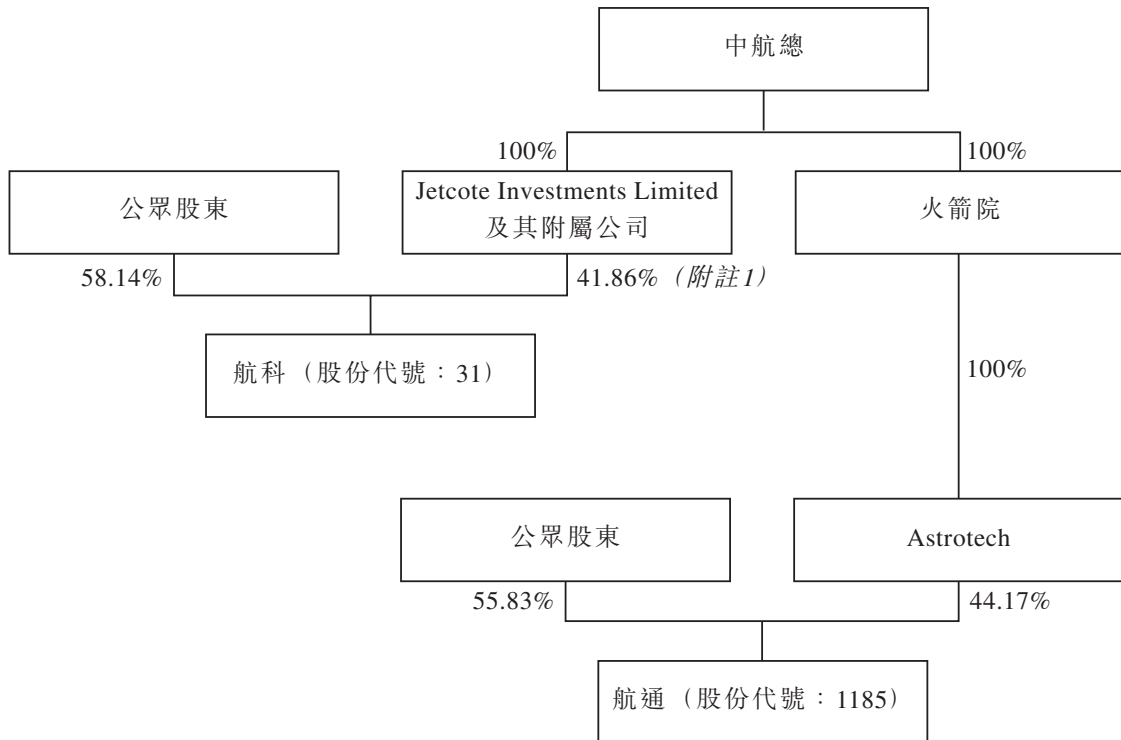 中航總
100%
100%
公眾股東
Jetcote Investments Limited
及其附屬公司
火箭院
58.14%
41.86%（附註1）
航科（股份代號：31）
100%
公眾股東
Astrotech
55.83%
44.17%
航通（股份代號：1185）